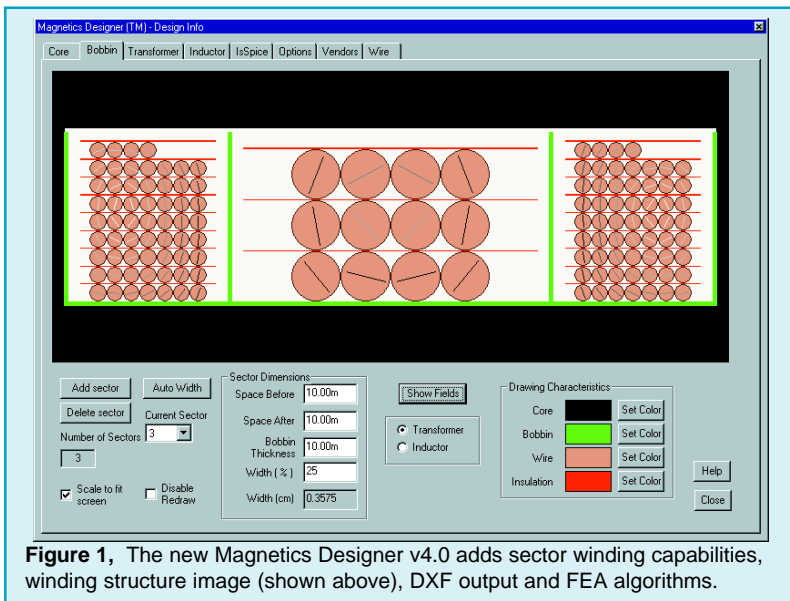 Magnetics Designer (TM) - Design Info
Core Bobbin Transformer Inductor IsSpice Options Vendors Wire
Add sector
Auto Width
Delete sector
Current Sector
3
Number of Sectors
3
Scale to fit
screen
Disable
Redraw
Sector Dimensions
Space Before 10.00m
Space After 10.00m
Bobbin
Thickness 10.00m
Width ( % ) 25
Width (cm) 0.3575
Show Fields
Transformer
Inductor
Drawing Characteristics
Core Set Color
Bobbin Set Color
Wire Set Color
Insulation Set Color
Help
Close
Figure 1, The new Magnetics Designer v4.0 adds sector winding capabilities,
winding structure image (shown above), DXF output and FEA algorithms.